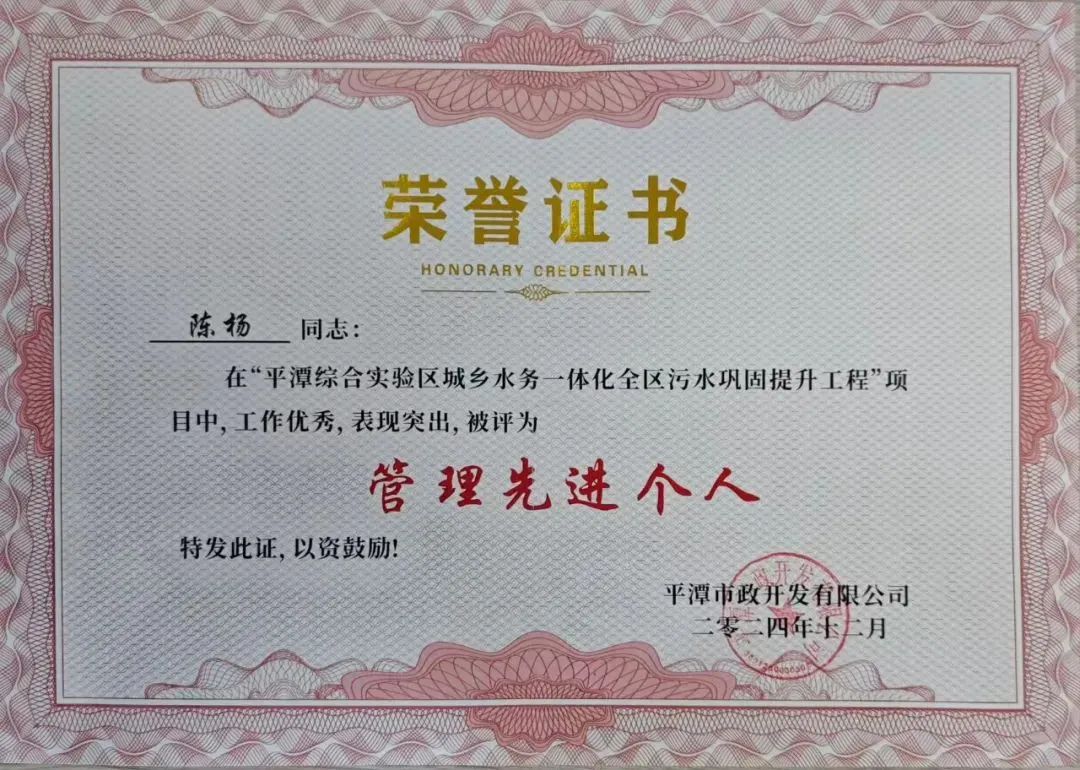 荣誉证书
HONORARY CREDENTIAL
陈杨 同志：
在“平潭综合实验区城乡水务一体化全区污水巩固提升工程”项
目中，工作优秀，表现突出，被评为
管理先进个人
特发此证，以资鼓励！
平潭市政开发有限公司
二零二四年十二月